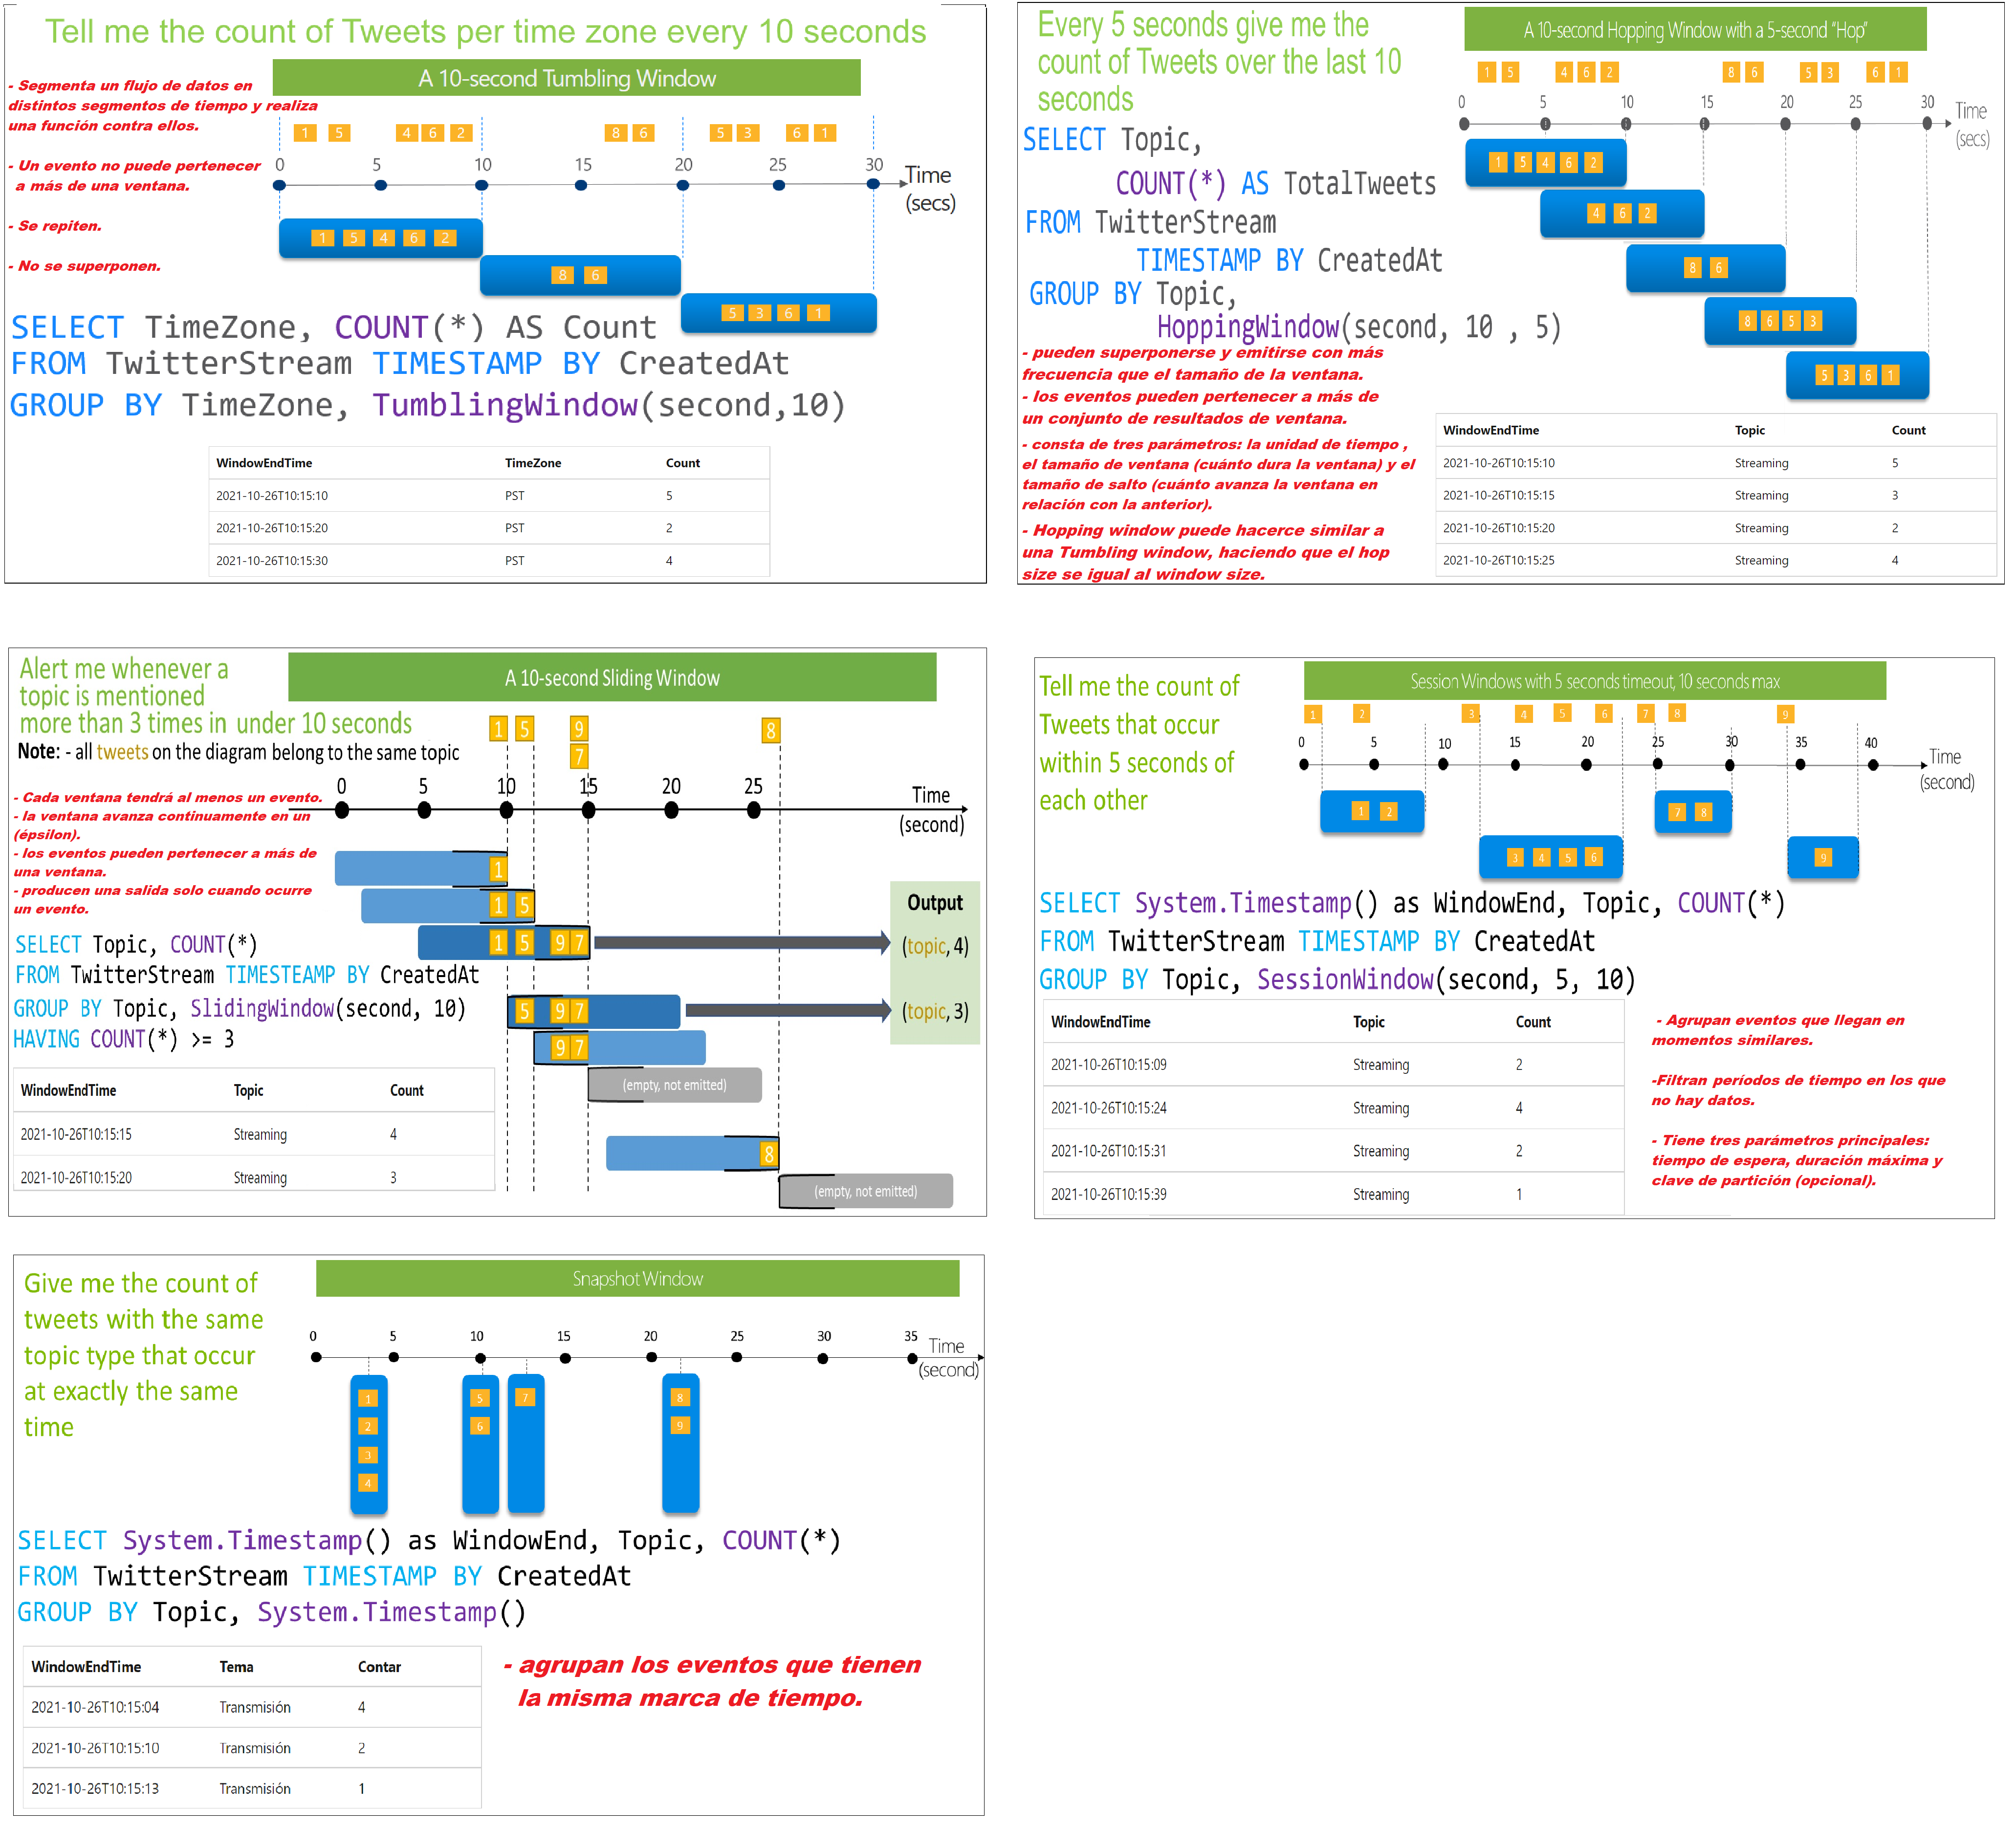 Tell me the count of Tweets per time zone every 10 seconds
A 10-second Tumbling Window
- Segmenta un flujo de datos en
distintos segmentos de tiempo y realiza
una función contra ellos.
- Un evento no puede pertenecer
a más de una ventana.
- Se repiten.
- No se superponen.
1 5 4 6 2 8 6 5 3 6 1
0 5 10 15 20 25 30 Time
(secs)
1 5 4 6 2
8 6
5 3 6 1
SELECT TimeZone, COUNT(*) AS Count
FROM TwitterStream TIMESTAMP BY CreatedAt
GROUP BY TimeZone, TumblingWindow(second,10)
WindowEndTime TimeZone Count
2021-10-26T10:15:10 PST 5
2021-10-26T10:15:20 PST 2
2021-10-26T10:15:30 PST 4
Every 5 seconds give me the
count of Tweets over the last 10
seconds
A 10-second Hopping Window with a 5-second “Hop”
1 5 4 6 2 8 6 5 3 6 1
0 5 10 15 20 25 30 Time
(secs)
1 5 4 6 2
4 6 2
8 6
8 6 5 3
5 3 6 1
SELECT Topic,
COUNT(*) AS TotalTweets
FROM TwitterStream
TIMESTAMP BY CreatedAt
GROUP BY Topic,
HoppingWindow(second, 10 , 5)
- pueden superponerse y emitirse con más
frecuencia que el tamaño de la ventana.
- los eventos pueden pertenecer a más de
un conjunto de resultados de ventana.
- consta de tres parámetros: la unidad de tiempo ,
el tamaño de ventana (cuánto dura la ventana) y el
tamaño de salto (cuánto avanza la ventana en
relación con la anterior).
- Hopping window puede hacerce similar a
una Tumbling window, haciendo que el hop
size se igual al window size.
WindowEndTime Topic Count
2021-10-26T10:15:10 Streaming 5
2021-10-26T10:15:15 Streaming 3
2021-10-26T10:15:20 Streaming 2
2021-10-26T10:15:25 Streaming 4
Alert me whenever a
topic is mentioned
more than 3 times in under 10 seconds
Note: - all tweets on the diagram belong to the same topic
A 10-second Sliding Window
1 5 9 8
7
0 5 10 15 20 25 Time
(second)
- Cada ventana tendrá al menos un evento.
- la ventana avanza continuamente en un
(épsilon).
- los eventos pueden pertenecer a más de
una ventana.
- producen una salida solo cuando ocurre
un evento.
1
1 5
1 5 9 7
5 9 7
9 7
(empty, not emitted)
8
(empty, not emitted)
Output
(topic, 4)
(topic, 3)
SELECT Topic, COUNT(*)
FROM TwitterStream TIMESTEAMP BY CreatedAt
GROUP BY Topic, SlidingWindow(second, 10)
HAVING COUNT(*) >= 3
WindowEndTime Topic Count
2021-10-26T10:15:15 Streaming 4
2021-10-26T10:15:20 Streaming 3
Tell me the count of
Tweets that occur
within 5 seconds of
each other
Session Windows with 5 seconds timeout, 10 seconds max
1 2 3 4 5 6 7 8 9
0 5 10 15 20 25 30 35 40
Time
(second)
1 2
7 8
3 4 5 6
9
SELECT System.Timestamp() as WindowEnd, Topic, COUNT(*)
FROM TwitterStream TIMESTAMP BY CreatedAt
GROUP BY Topic, SessionWindow(second, 5, 10)
WindowEndTime Topic Count
2021-10-26T10:15:09 Streaming 2
2021-10-26T10:15:24 Streaming 4
2021-10-26T10:15:31 Streaming 2
2021-10-26T10:15:39 Streaming 1
- Agrupan eventos que llegan en
momentos similares.
-Filtran períodos de tiempo en los que
no hay datos.
- Tiene tres parámetros principales:
tiempo de espera, duración máxima y
clave de partición (opcional).
Give me the count of
tweets with the same
topic type that occur
at exactly the same
time
Snapshot Window
0 5 10 15 20 25 30 35 Time
(second)
1 5 7 8
2 6 9
3
4
SELECT System.Timestamp() as WindowEnd, Topic, COUNT(*)
FROM TwitterStream TIMESTAMP BY CreatedAt
GROUP BY Topic, System.Timestamp()
WindowEndTime Tema Contar
2021-10-26T10:15:04 Transmisión 4
2021-10-26T10:15:10 Transmisión 2
2021-10-26T10:15:13 Transmisión 1
- agrupan los eventos que tienen
la misma marca de tiempo.